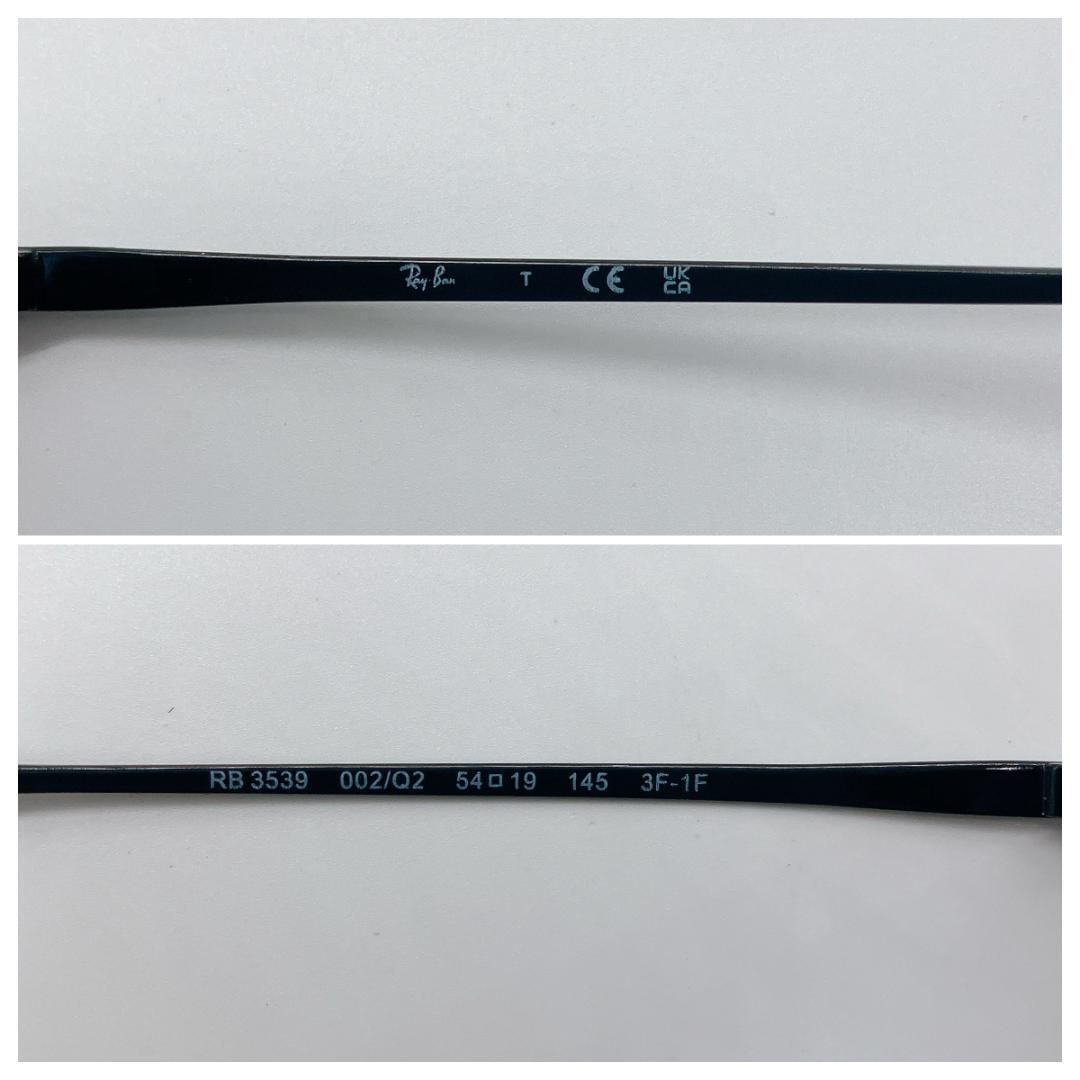 Ray-Ban T CE UK
CA
RB 3539 002/Q2 54□19 145 3F-1F